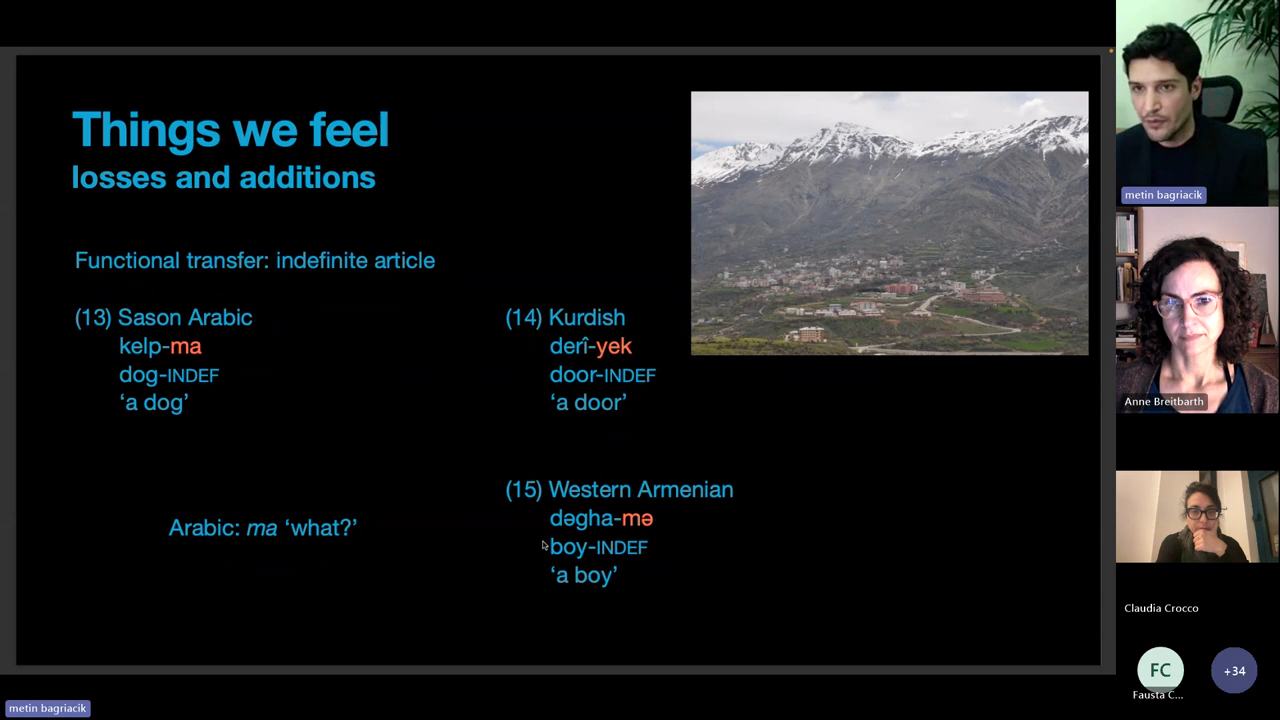 Things we feel
losses and additions
Functional transfer: indefinite article
(13) Sason Arabic
kelp-ma
dog-INDEF
‘a dog’
(14) Kurdish
derî-yek
door-INDEF
‘a door’
Arabic: ma ‘what?’
(15) Western Armenian
dəgha-mə
boy-INDEF
‘a boy’
metin bagriacik
Anne Breitbarth
Claudia Crocco
FC
Fausta C...
+34
metin bagriacik